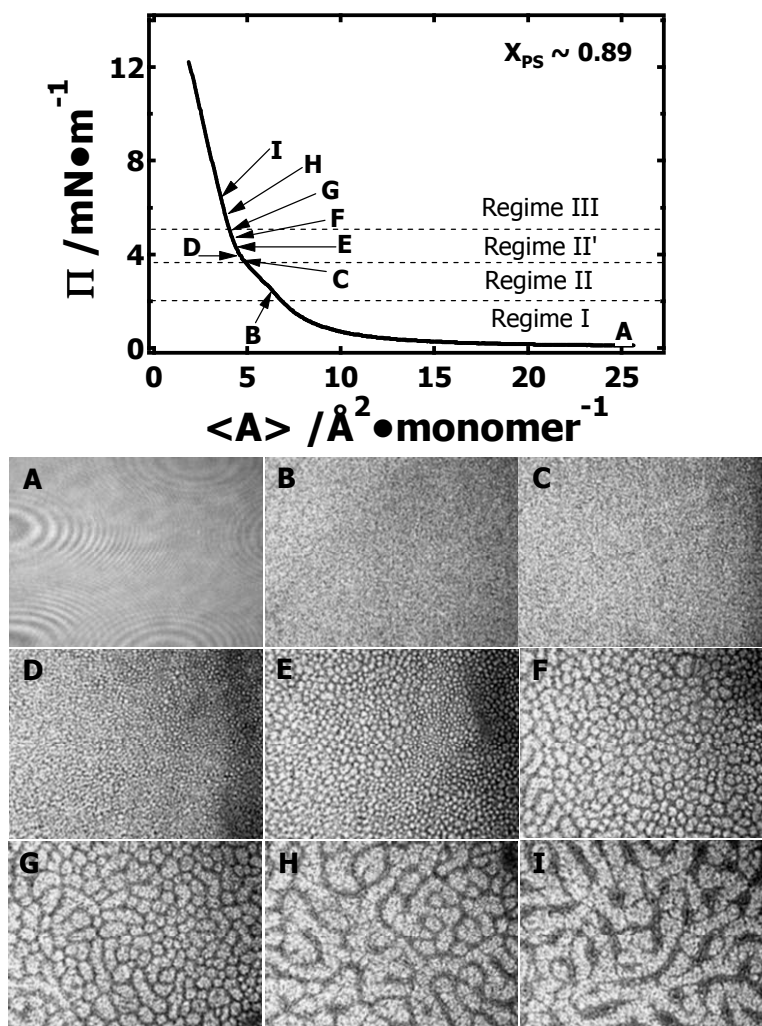 X_PS ~ 0.89
12
8
4
0
Π /mN•m⁻¹
I
H
G
F
D
E
C
B
A
Regime III
Regime II'
Regime II
Regime I
0 5 10 15 20 25
<A> /Å²•monomer⁻¹
A B C
D E F
G H I